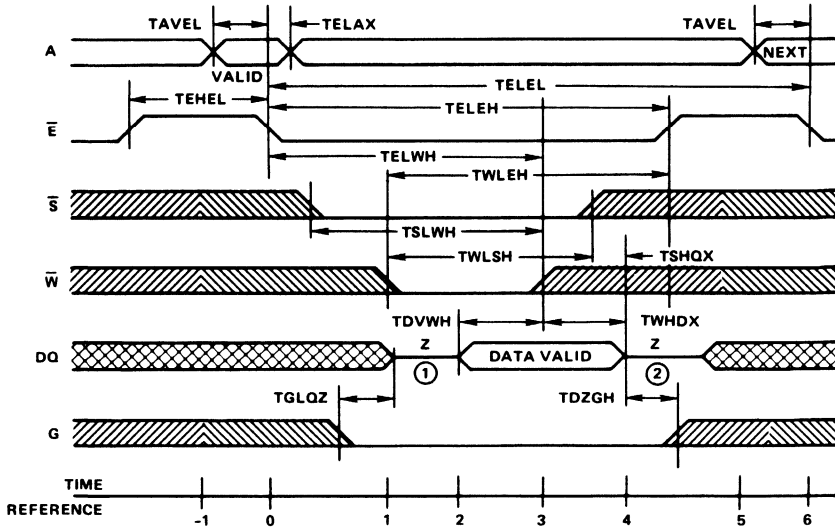 TAVEL TELAX TAVEL
A VALID NEXT
TELEL
TEHEL TELEH
E
TELWH
TWLEH
S
TSLWH
TWLSH TSHQX
W
TDVWH TWHDX
Z DATA VALID Z
DQ
1 2
TGLQZ TDZGH
G
TIME
REFERENCE -1 0 1 2 3 4 5 6